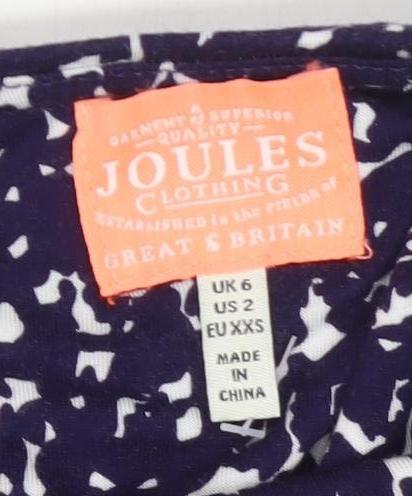 GARMENT of SUPERIOR
QUALITY
JOULES
CLOTHING
ESTABLISHED in the FIELDS OF
GREAT & BRITAIN
UK 6
US 2
EU XXS
MADE
IN
CHINA